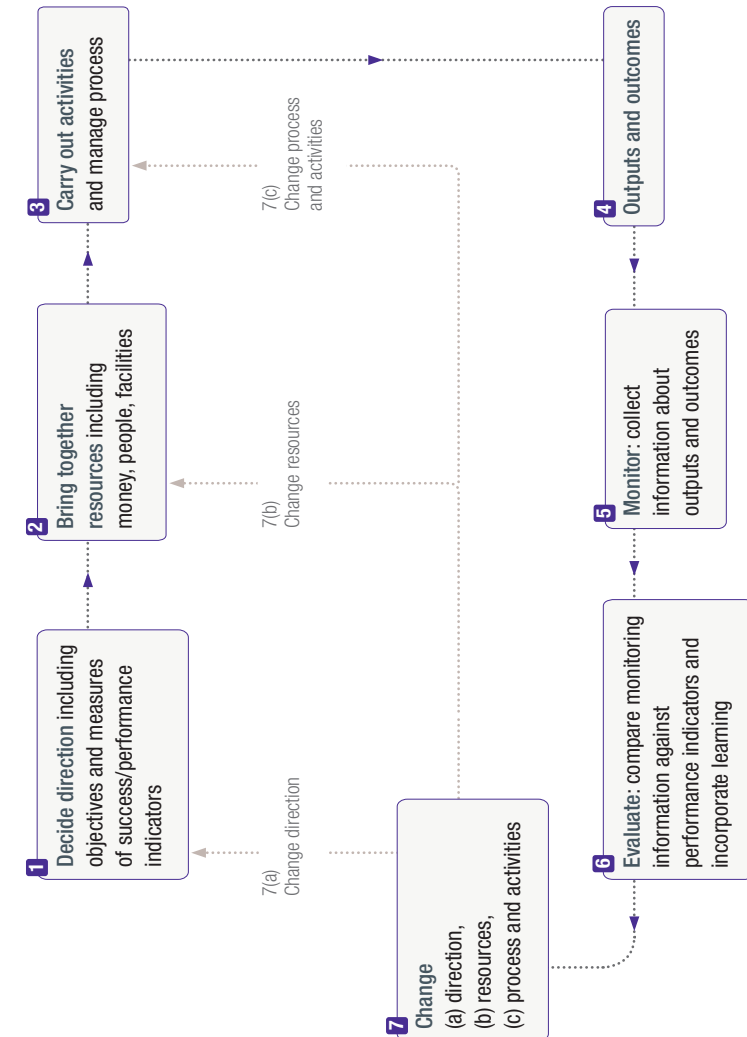 1
Decide direction including
objectives and measures
of success/performance
indicators
2
Bring together
resources including
money, people, facilities
3
Carry out activities
and manage process
7(a)
Change direction
7(b)
Change resources
7(c)
Change process
and activities
7
Change
(a) direction,
(b) resources,
(c) process and activities
6
Evaluate: compare monitoring
information against
performance indicators and
incorporate learning
5
Monitor: collect
information about
outputs and outcomes
4
Outputs and outcomes